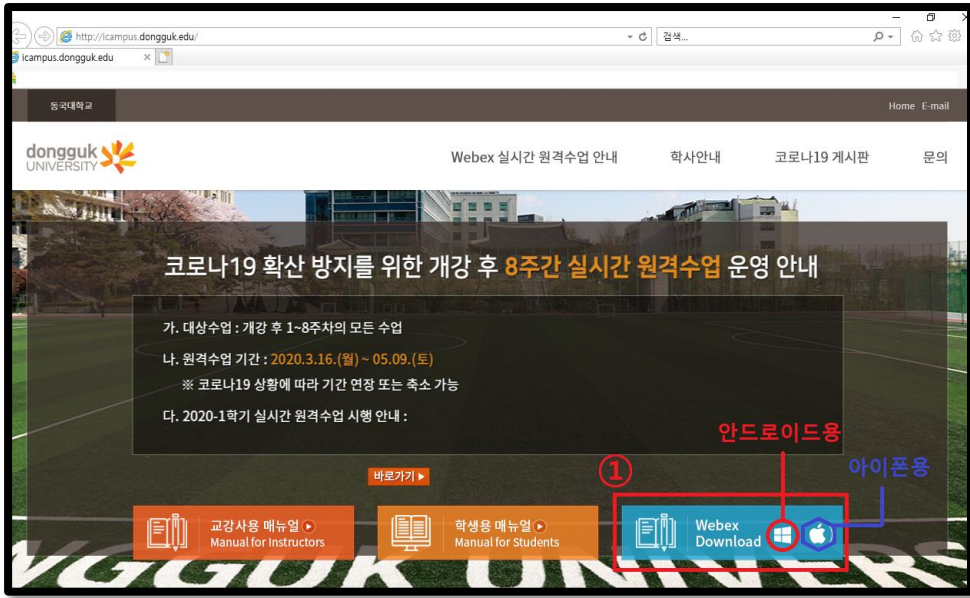 http://icampus.dongguk.edu/
검색...
icampus.dongguk.edu
동국대학교
Home E-mail
dongguk
UNIVERSITY
Webex 실시간 원격수업 안내 학사안내 코로나19 게시판 문의
코로나19 확산 방지를 위한 개강 후 8주간 실시간 원격수업 운영 안내
가. 대상수업 : 개강 후 1~8주차의 모든 수업
나. 원격수업 기간 : 2020.3.16.(월) ~ 05.09.(토)
※ 코로나19 상황에 따라 기간 연장 또는 축소 가능
다. 2020-1학기 실시간 원격수업 시행 안내 :
안드로이드용
아이폰용
바로가기
①
교강사용 매뉴얼
Manual for Instructors
학생용 매뉴얼
Manual for Students
Webex
Download